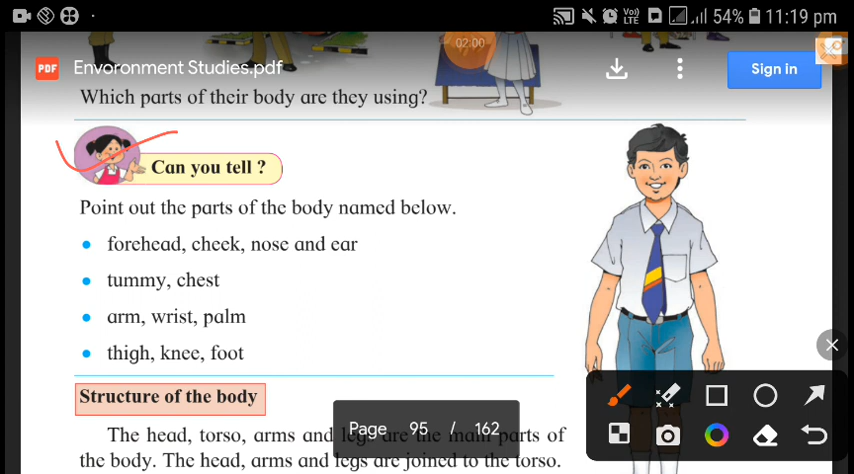 Vo)) LTE 54% 11:19 pm
02:00
PDF Envoronment Studies.pdf Sign in
Which parts of their body are they using?
Can you tell ?
Point out the parts of the body named below.
• forehead, cheek, nose and ear
• tummy, chest
• arm, wrist, palm
• thigh, knee, foot
Structure of the body
Page 95 / 162
The head, torso, arms and legs are the main parts of
the body. The head, arms and legs are joined to the torso.